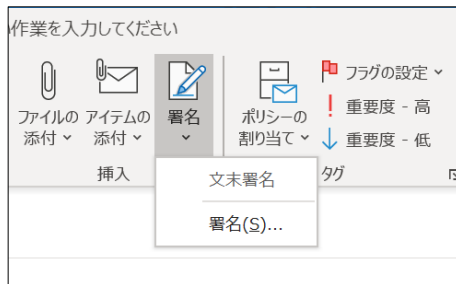 作業を入力してください
ファイルの添付
アイテムの添付
署名
ポリシーの割り当て
フラグの設定
重要度 - 高
重要度 - 低
挿入
タグ
文末署名
署名(S)...